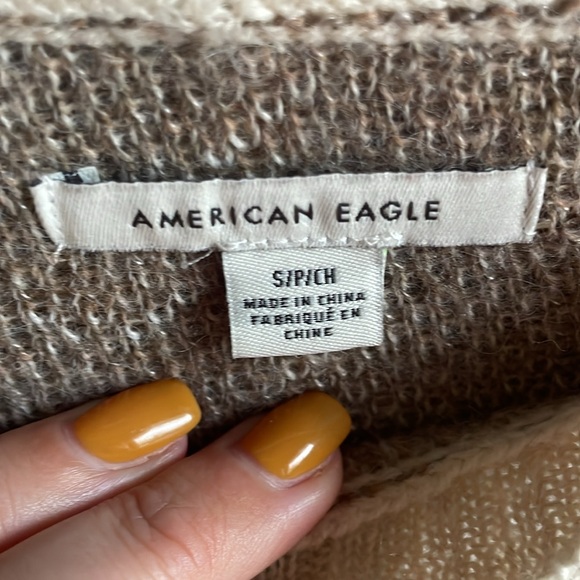 AMERICAN EAGLE
S/P/CH
MADE IN CHINA
FABRIQUÉ EN
CHINE